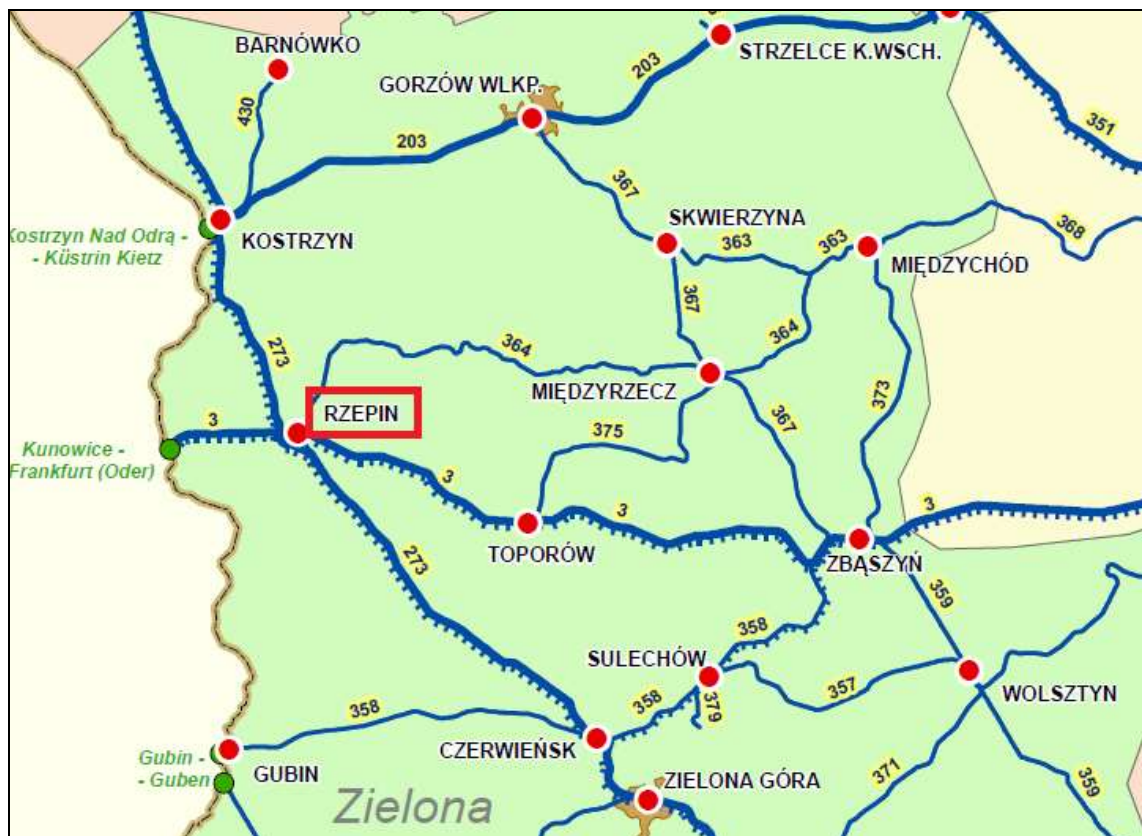 BARNÓWKO
STRZELCE K.WSCH.
203
GORZÓW WLKP.
430
203
351
367
SKWIERZYNA
363
363
368
Kostrzyn Nad Odrą -
- Küstrin Kietz
KOSTRZYN
MIĘDZYCHÓD
367
364
273
364
MIĘDZYRZECZ
373
3
RZEPIN
375
367
Kunowice -
Frankfurt (Oder)
3
3
3
TOPORÓW
ZBĄSZYŃ
273
359
358
SULECHÓW
358
379
357
WOLSZTYN
358
CZERWIEŃSK
Gubin -
- Guben
GUBIN
ZIELONA GÓRA
371
359
Zielona